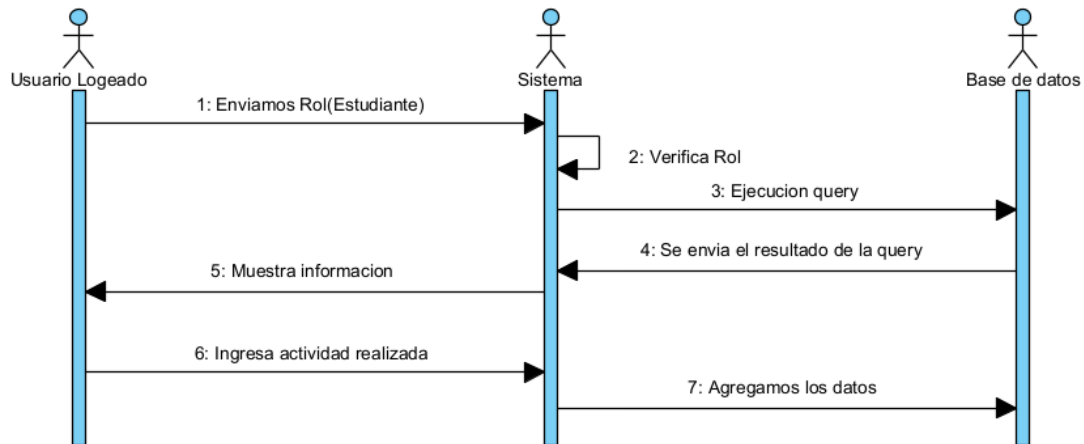 Usuario Logeado
Sistema
Base de datos
1: Enviamos Rol(Estudiante)
2: Verifica Rol
3: Ejecucion query
4: Se envia el resultado de la query
5: Muestra informacion
6: Ingresa actividad realizada
7: Agregamos los datos